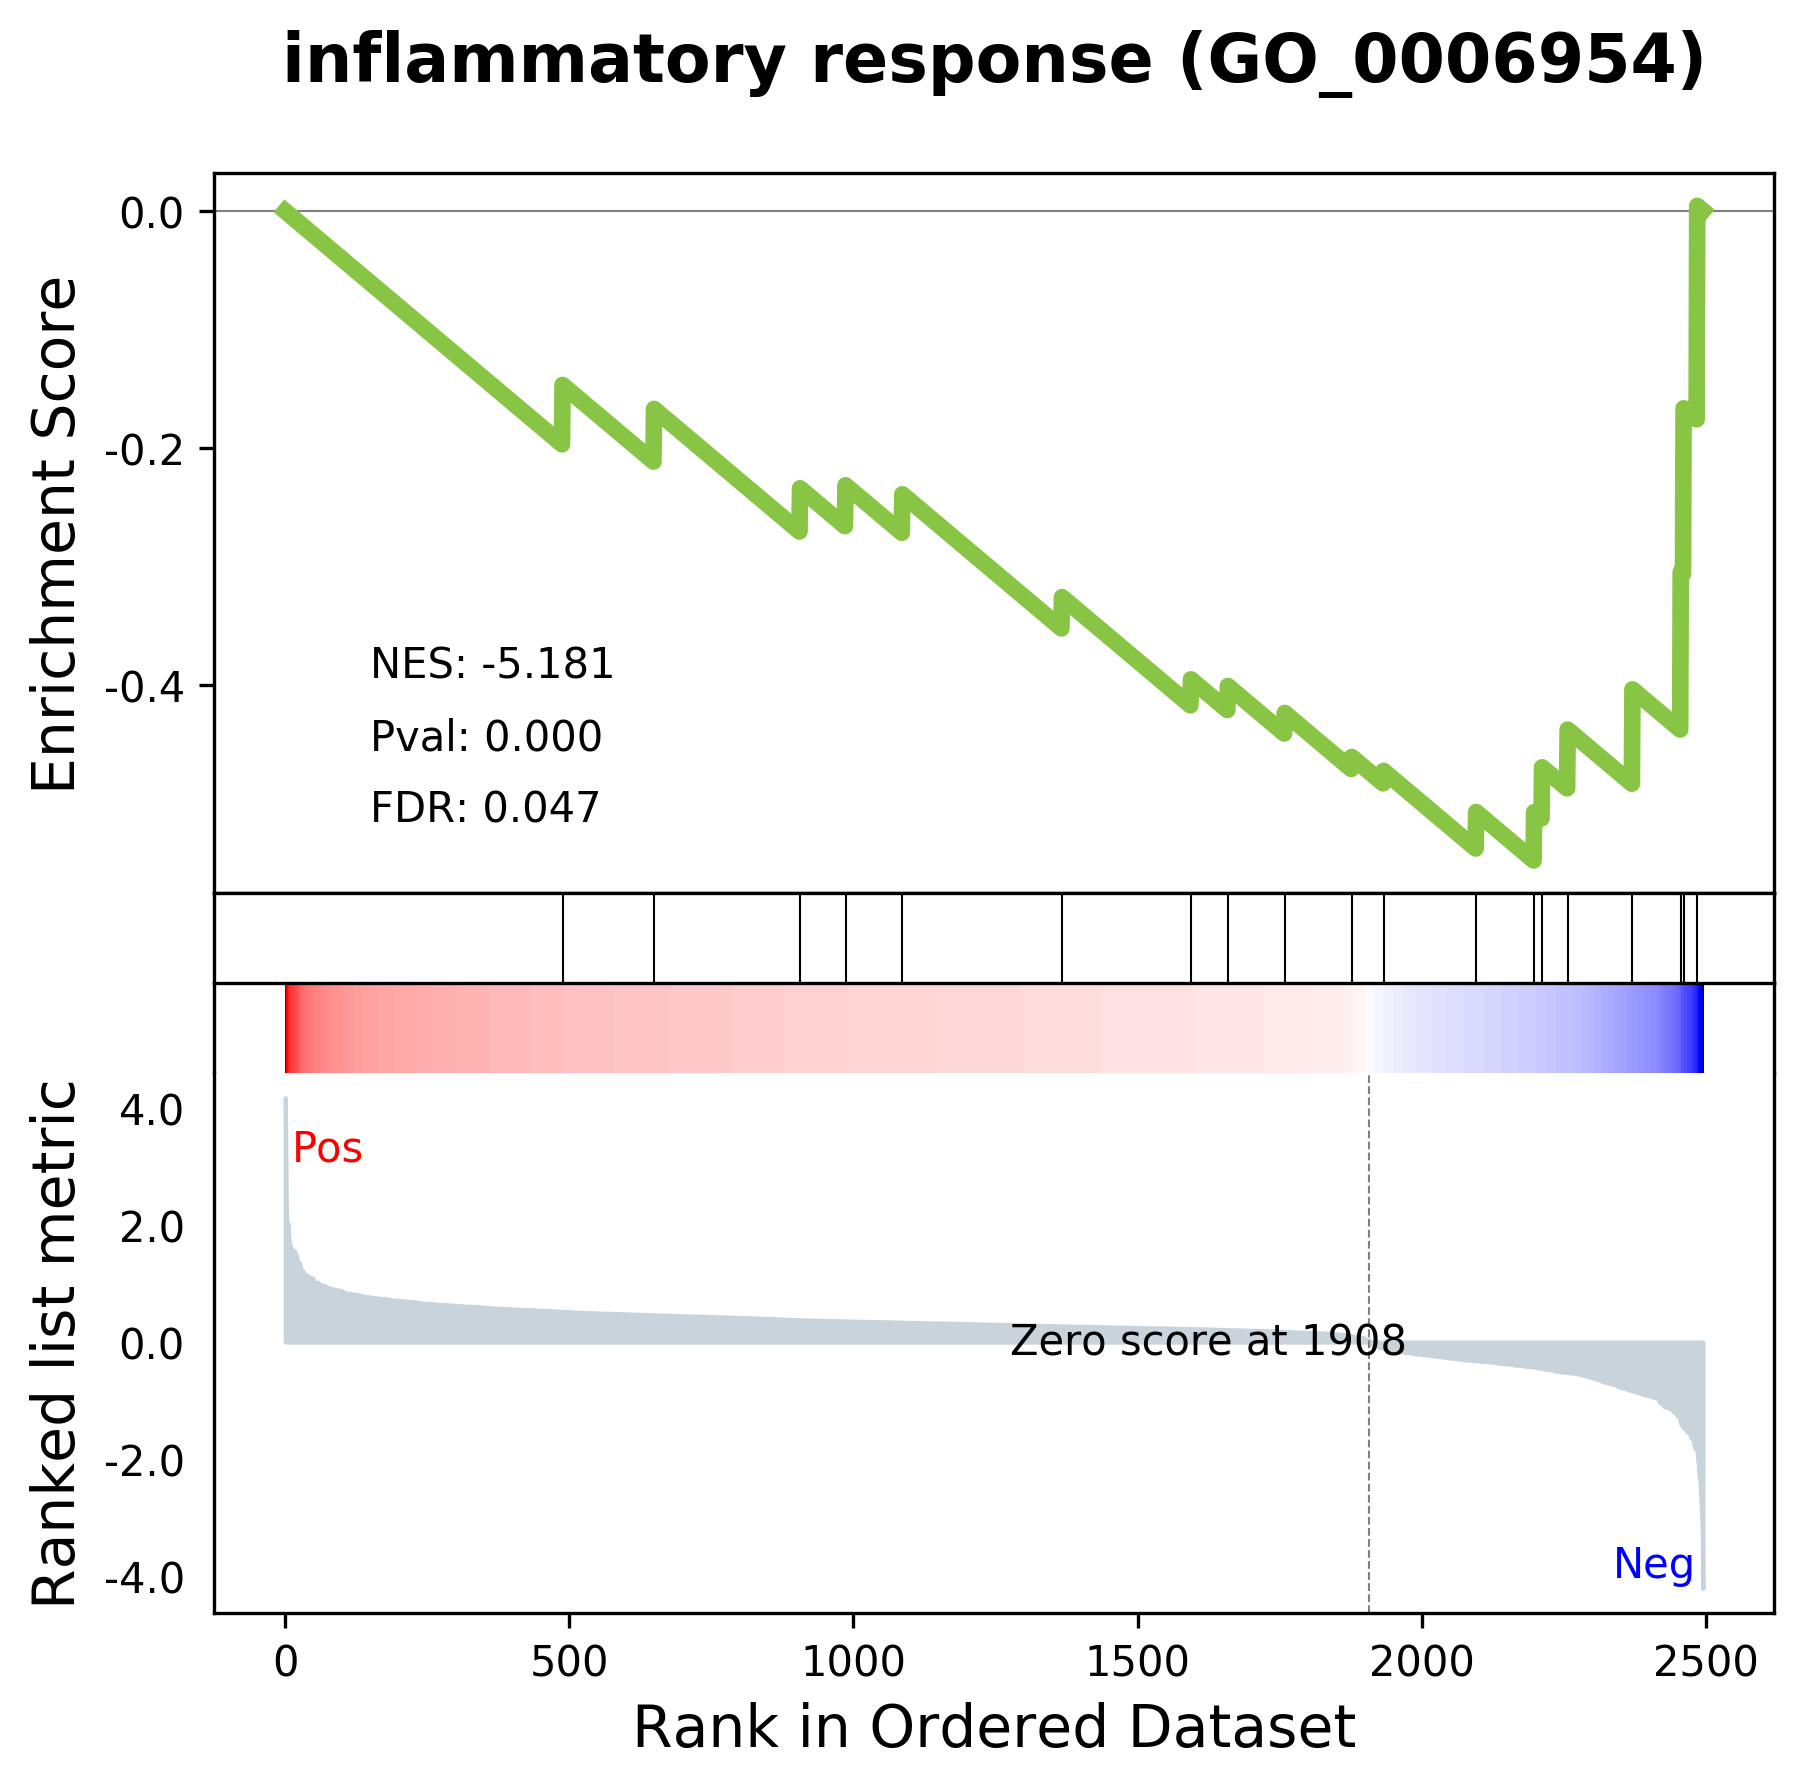 inflammatory response (GO_0006954)
Enrichment Score
0.0
-0.2
-0.4
NES: -5.181
Pval: 0.000
FDR: 0.047
Ranked list metric
4.0
2.0
0.0
-2.0
-4.0
Pos
Zero score at 1908
Neg
0 500 1000 1500 2000 2500
Rank in Ordered Dataset